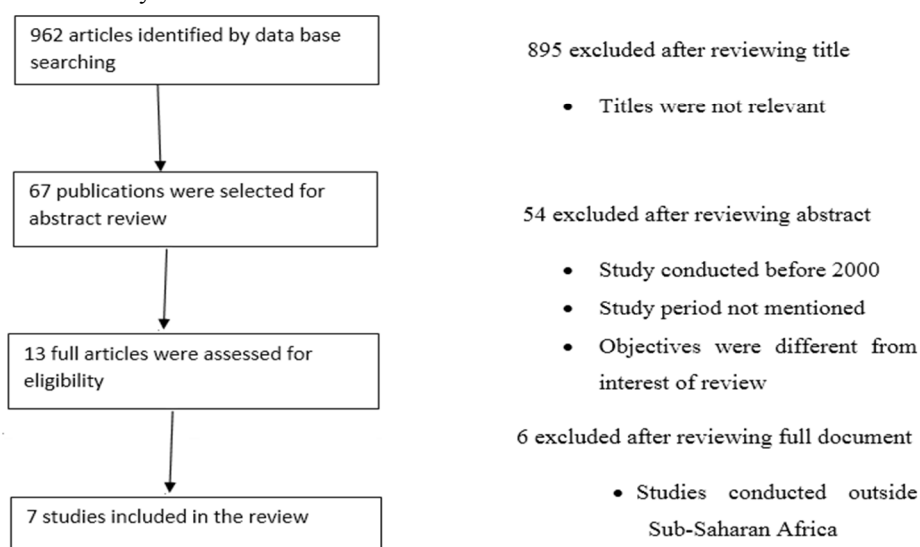 962 articles identified by data base
searching
895 excluded after reviewing title
• Titles were not relevant
67 publications were selected for
abstract review
54 excluded after reviewing abstract
• Study conducted before 2000
• Study period not mentioned
• Objectives were different from
interest of review
13 full articles were assessed for
eligibility
6 excluded after reviewing full document
• Studies conducted outside
Sub-Saharan Africa
7 studies included in the review